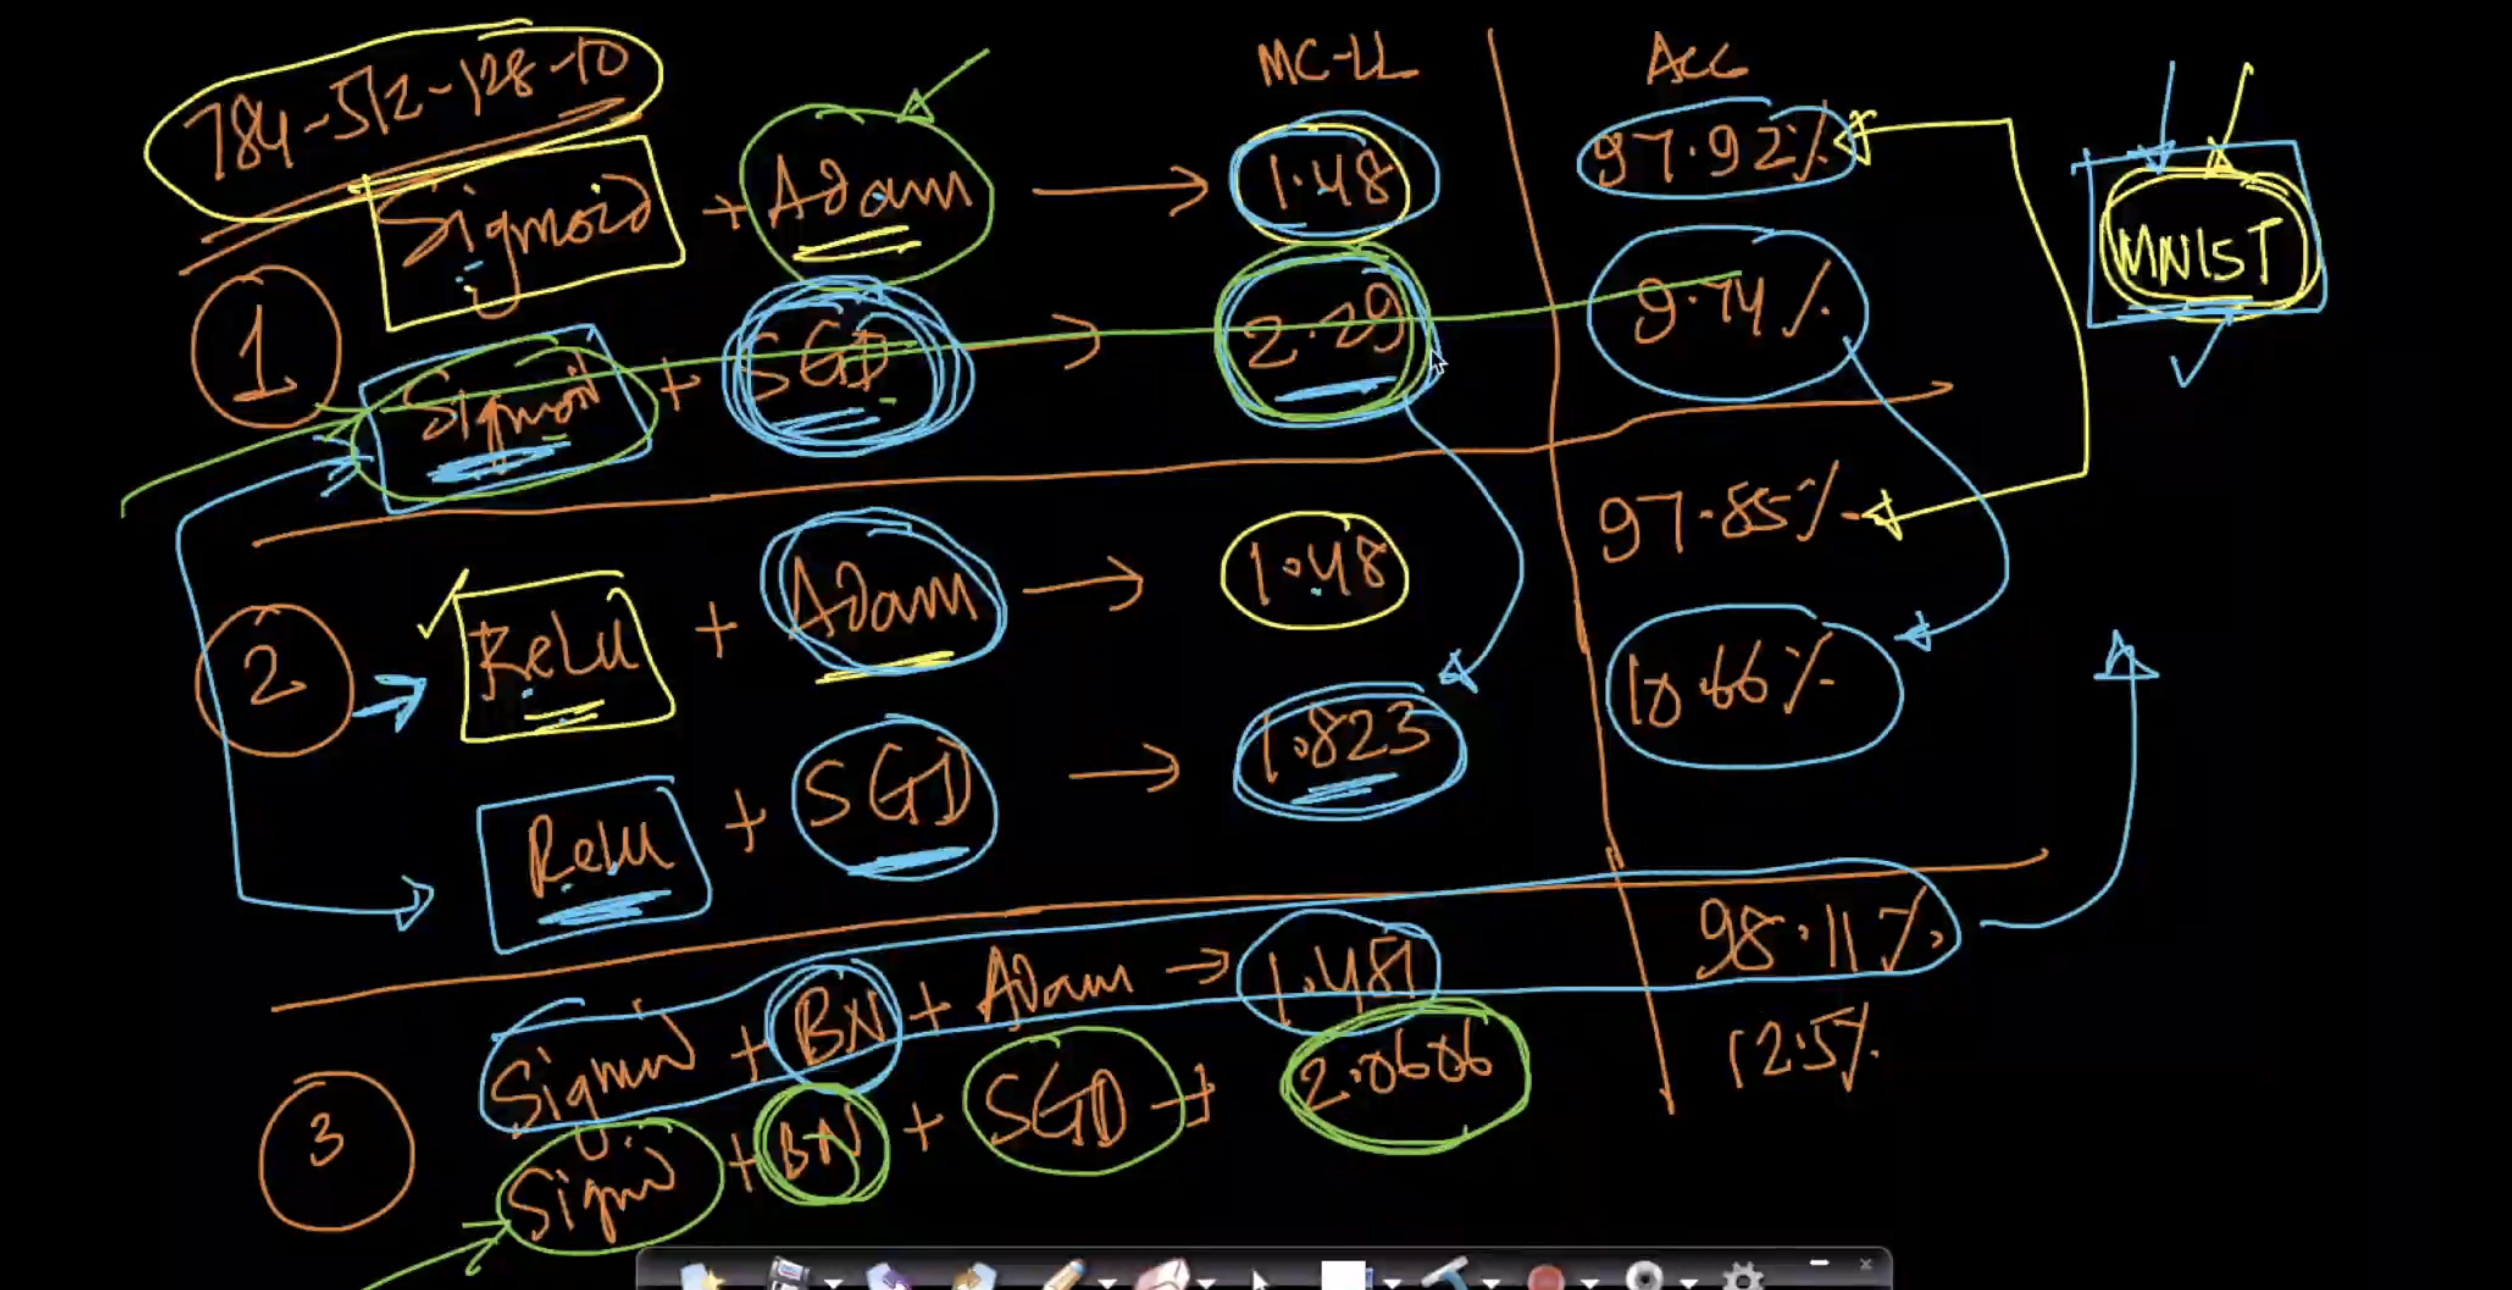 784-512-128-10
MC-LL
Acc
MNIST
1
Sigmoid + Adam → 1.48 97.92%
Sigmoid + SGD → 2.29 9.74%
2
ReLU + Adam → 1.48 97.85%
Relu + SGD → 1.823 10.66%
3
+ BN + Adam → 1.481 98.11%
+ BN + SGD → 2.0606 12.5%